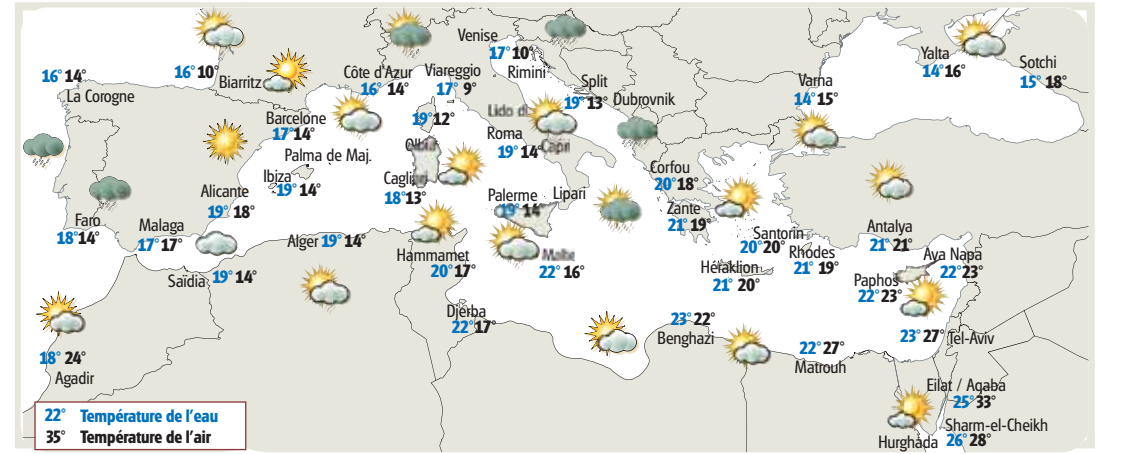 Venise
17° 10°
Rimini
Yalta
14° 16°
Sotchi
15° 18°
16° 14°
La Corogne
16° 10°
Biarritz
Côte d'Azur
16° 14°
Viareggio
17° 9°
Split
19° 13°
Dubrovnik
Varna
14° 15°
Barcelone
17° 14°
19° 12°
Lido di
Roma
19° 14°
Capri
Olbia
Palma de Maj.
Ibiza
19° 14°
Cagliari
18° 13°
Corfou
20° 18°
Alicante
19° 18°
Palerme
19° 14°
Lipari
Zante
21° 19°
Faro
18° 14°
Malaga
17° 17°
Alger 19° 14°
Santorin
20° 20°
Antalya
21° 21°
Hammamet
20° 17°
Malte
22° 16°
Héraklion
21° 20°
Rhodes
21° 19°
Aya Napa
22° 23°
Saïdia 19° 14°
Paphos
22° 23°
Djerba
22° 17°
23° 22°
Benghazi
22° 27°
Matrouh
23° 27°
Tel-Aviv
18° 24°
Agadir
Eilat / Aqaba
25° 33°
Sharm-el-Cheikh
26° 28°
Hurghada
22° Température de l'eau
35° Température de l'air